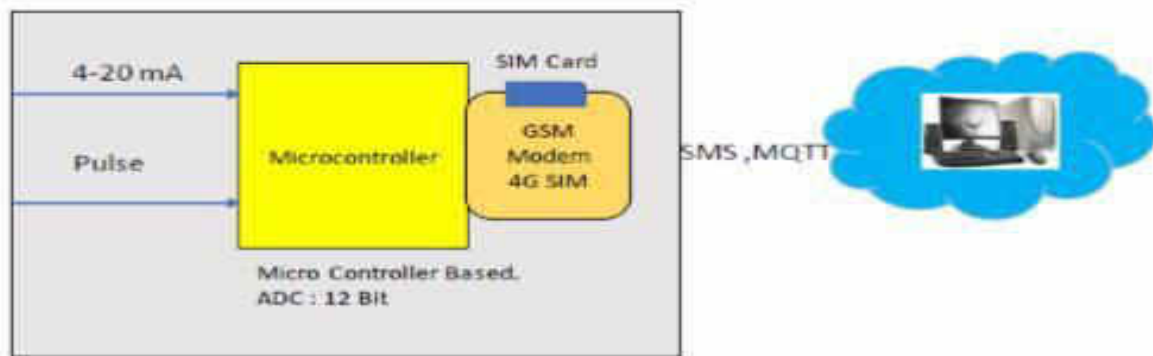 4-20 mA
Pulse
Microcontroller
SIM Card
GSM
Modem
4G SIM
SMS ,MQTT
Micro Controller Based.
ADC : 12 Bit